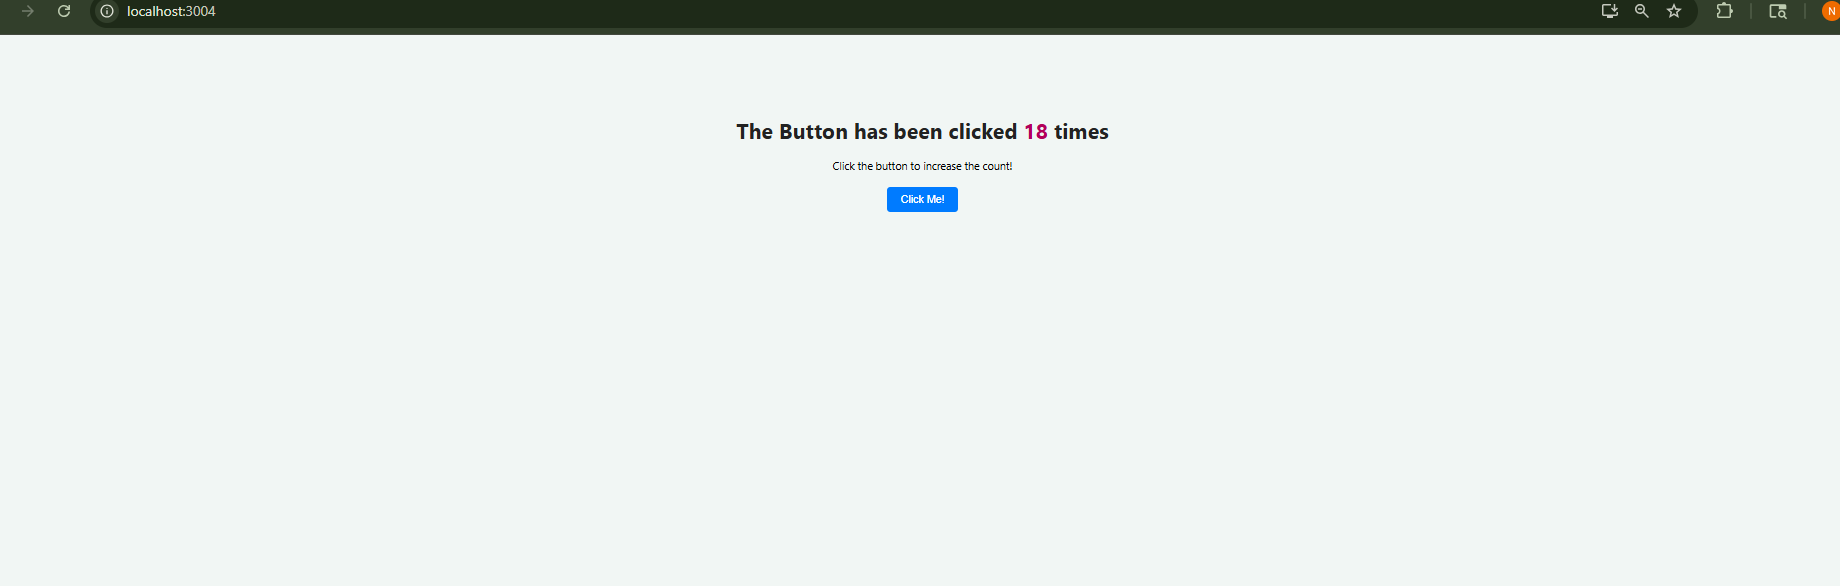 localhost:3004
N
The Button has been clicked 18 times
Click the button to increase the count!
Click Me!